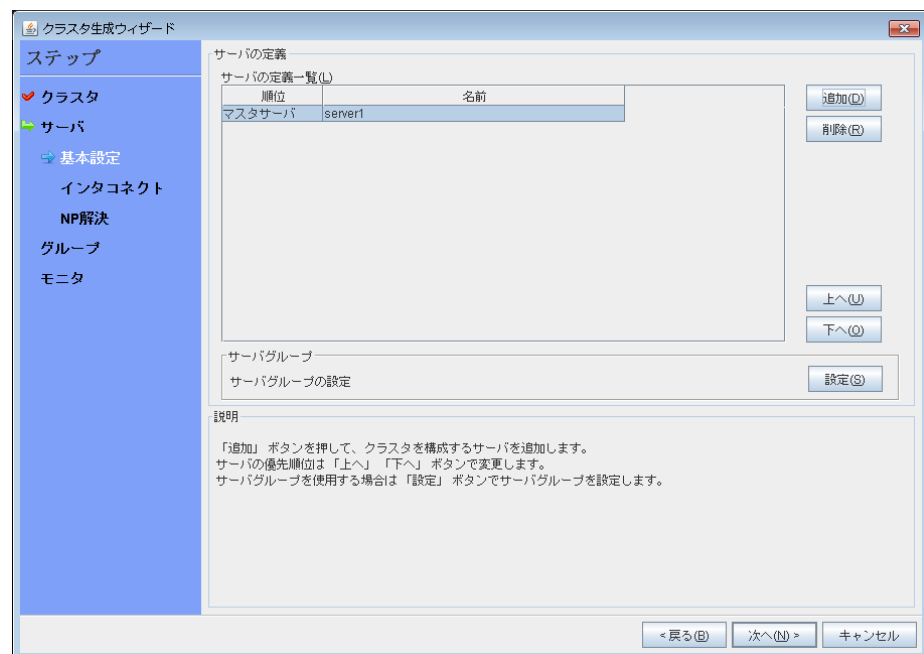 クラスタ生成ウィザード
ステップ
クラスタ
サーバ
基本設定
インタコネクト
NP解決
グループ
モニタ
サーバの定義
サーバの定義一覧(L)
順位 名前
マスタサーバ server1
追加(D)
削除(R)
上へ(U)
下へ(O)
サーバグループ
サーバグループの設定
設定(S)
説明
「追加」 ボタンを押して、クラスタを構成するサーバを追加します。
サーバの優先順位は 「上へ」 「下へ」 ボタンで変更します。
サーバグループを使用する場合は 「設定」 ボタンでサーバグループを設定します。
<戻る(B) 次へ(N)> キャンセル